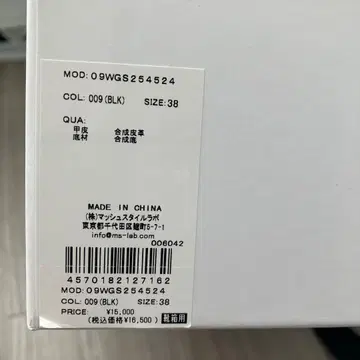 MOD: 09WGS254524
COL: 009(BLK) SIZE: 38
QUA:
甲皮 合成皮革
底材 合成底
MADE IN CHINA
(株)マッシュスタイルラボ
東京都千代田区麹町5-7-1
info@ms-lab.com
006042
4570182127162
MOD: 09WGS254524
COL: 009(BLK) SIZE: 38
PRICE: ¥15,000
(税込価格¥16,500) 靴箱用